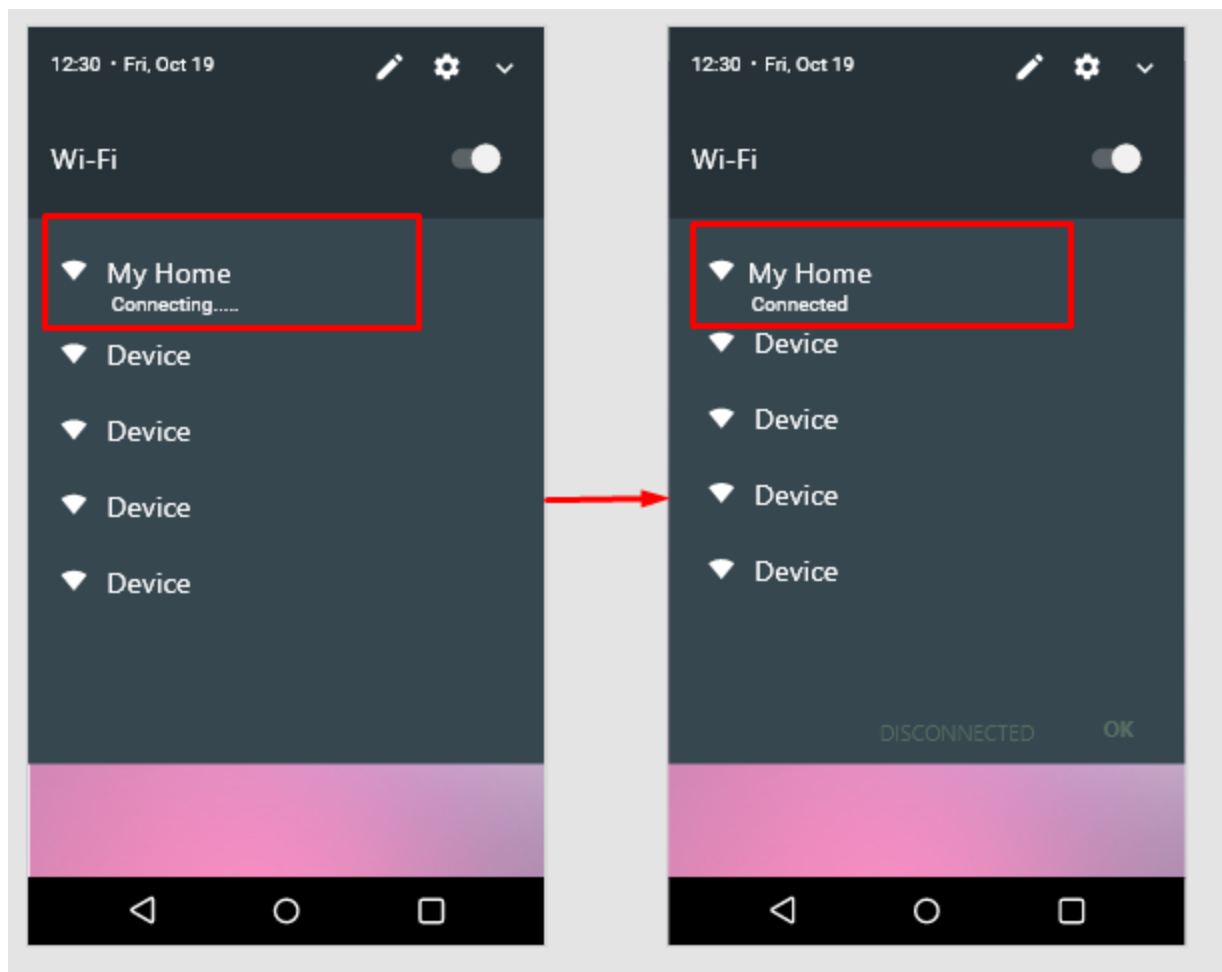 12:30 • Fri, Oct 19
Wi-Fi
My Home
Connecting.....
Device
Device
Device
Device
12:30 • Fri, Oct 19
Wi-Fi
My Home
Connected
Device
Device
Device
Device
DISCONNECTED OK